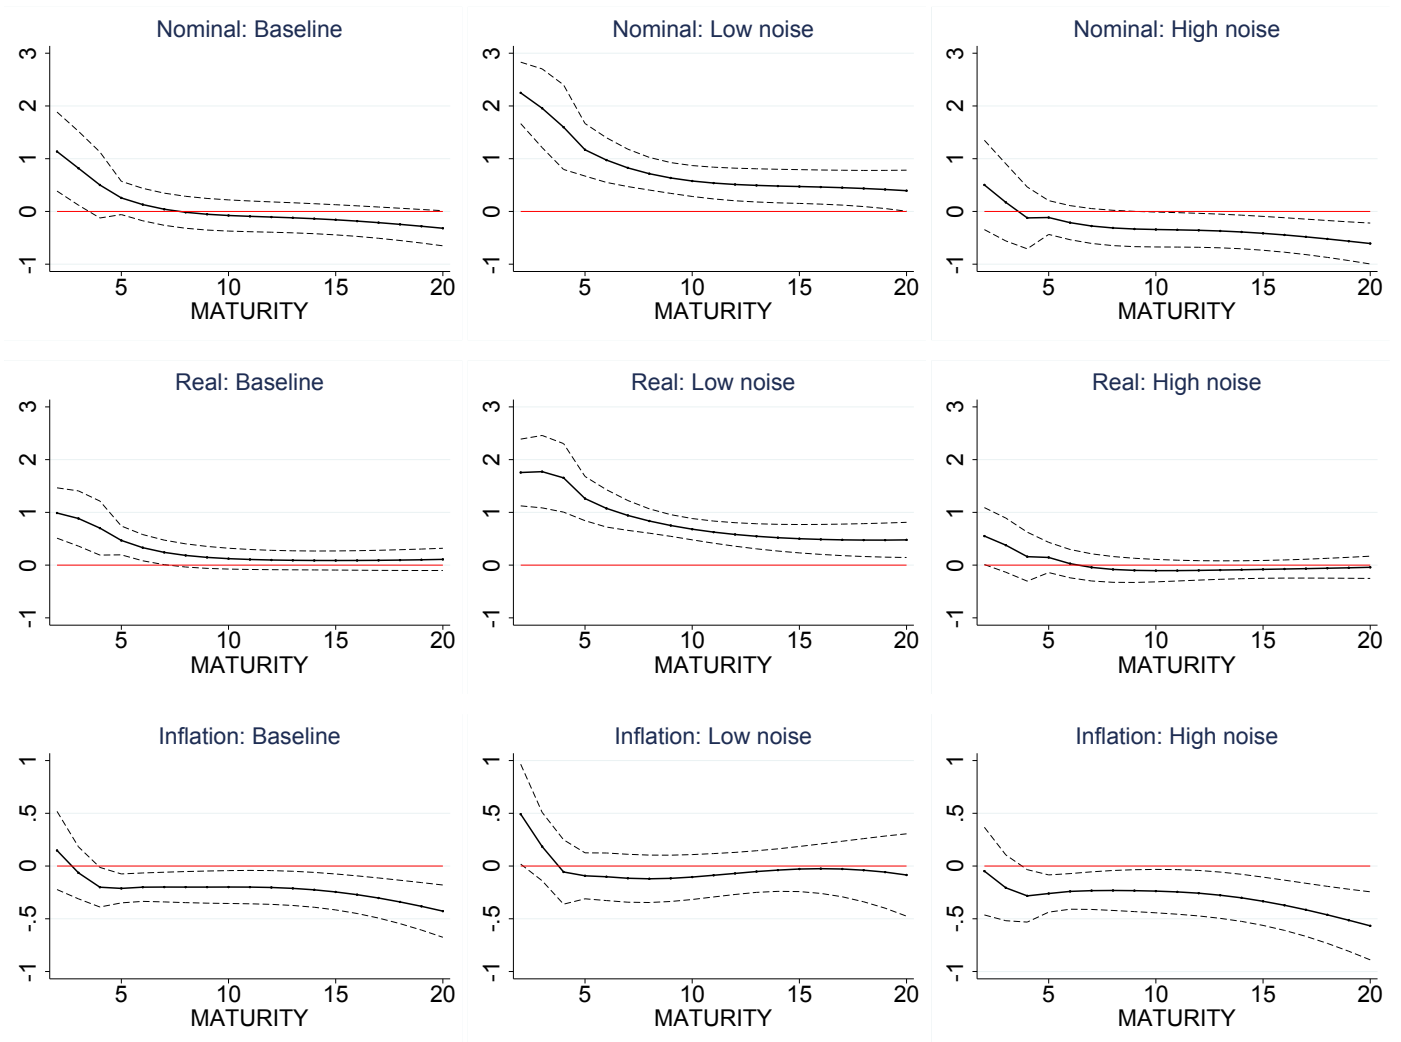 Nominal: Baseline
3
2
1
0
-1
5 10 15 20
MATURITY
Nominal: Low noise
3
2
1
0
-1
5 10 15 20
MATURITY
Nominal: High noise
3
2
1
0
-1
5 10 15 20
MATURITY
Real: Baseline
3
2
1
0
-1
5 10 15 20
MATURITY
Real: Low noise
3
2
1
0
-1
5 10 15 20
MATURITY
Real: High noise
3
2
1
0
-1
5 10 15 20
MATURITY
Inflation: Baseline
1
.5
0
-.5
-1
5 10 15 20
MATURITY
Inflation: Low noise
1
.5
0
-.5
-1
5 10 15 20
MATURITY
Inflation: High noise
1
.5
0
-.5
-1
5 10 15 20
MATURITY